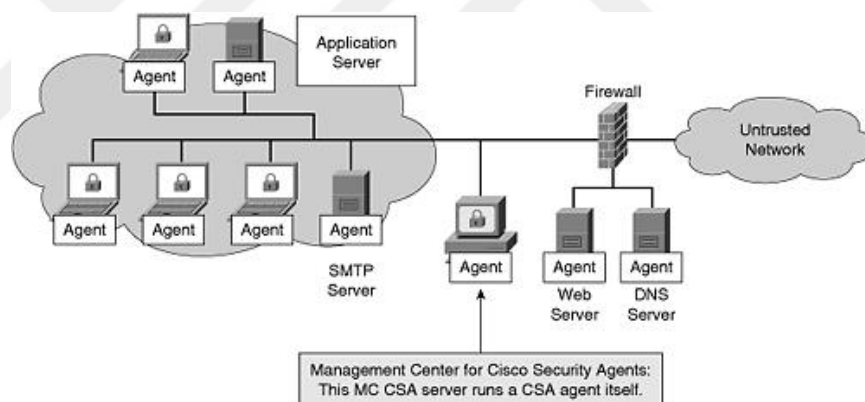 Agent
Agent
Application
Server
Firewall
Untrusted
Network
Agent
Agent
Agent
Agent
SMTP
Server
Agent
Agent
Web
Server
Agent
DNS
Server
Management Center for Cisco Security Agents:
This MC CSA server runs a CSA agent itself.